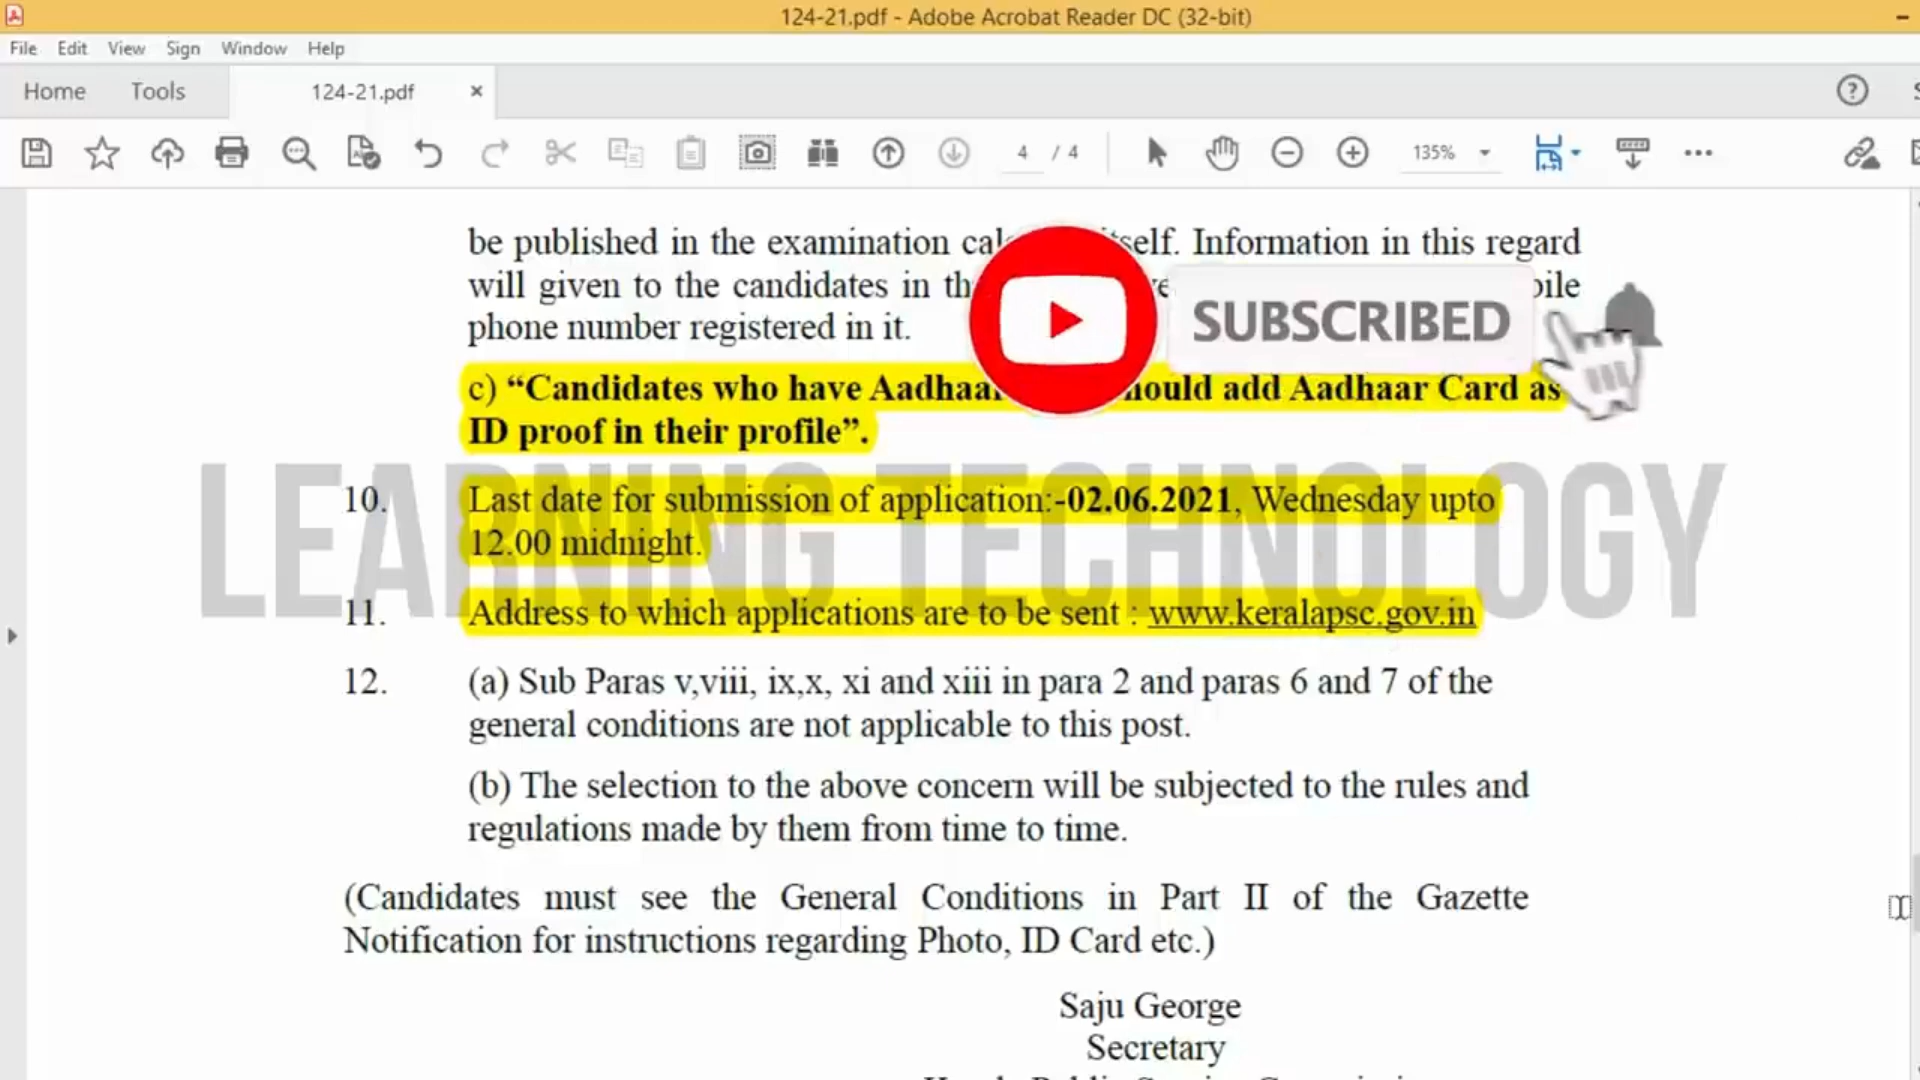 124-21.pdf - Adobe Acrobat Reader DC (32-bit)
File Edit View Sign Window Help
Home Tools 124-21.pdf
4 / 4 135%
be published in the examination itself. Information in this regard
will given to the candidates in
phone number registered in it.
SUBSCRIBED
c) “Candidates who have Aadhaar should add Aadhaar Card as
ID proof in their profile”.
LEARNING TECHNOLOGY
10. Last date for submission of application:-02.06.2021, Wednesday upto
12.00 midnight.
11. Address to which applications are to be sent : www.keralapsc.gov.in
12. (a) Sub Paras v,viii, ix,x, xi and xiii in para 2 and paras 6 and 7 of the
general conditions are not applicable to this post.
(b) The selection to the above concern will be subjected to the rules and
regulations made by them from time to time.
(Candidates must see the General Conditions in Part II of the Gazette
Notification for instructions regarding Photo, ID Card etc.)
Saju George
Secretary